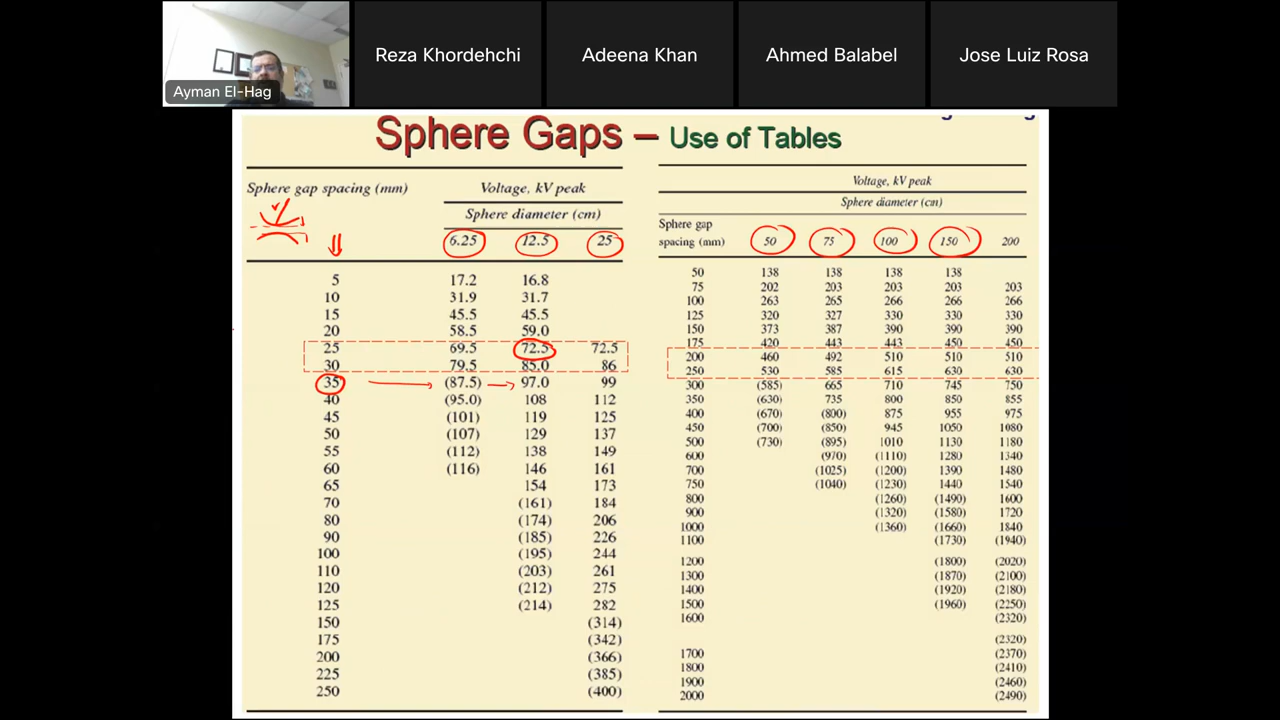 Ayman El-Hag
Reza Khordehchi
Adeena Khan
Ahmed Balabel
Jose Luiz Rosa
Sphere Gaps – Use of Tables
Sphere gap spacing (mm) Voltage, kV peak
Sphere diameter (cm)
6.25 12.5 25
5 17.2 16.8
10 31.9 31.7
15 45.5 45.5
20 58.5 59.0
25 69.5 72.5 72.5
30 79.5 85.0 86
35 (87.5) 97.0 99
40 (95.0) 108 112
45 (101) 119 125
50 (107) 129 137
55 (112) 138 149
60 (116) 146 161
65 154 173
70 (161) 184
80 (174) 206
90 (185) 226
100 (195) 244
110 (203) 261
120 (212) 275
125 (214) 282
150 (314)
175 (342)
200 (366)
225 (385)
250 (400)
Voltage, kV peak
Sphere diameter (cm)
Sphere gap
spacing (mm) 50 75 100 150 200
50 138 138 138 138
75 202 203 203 203 203
100 263 265 266 266 266
125 320 327 330 330 330
150 373 387 390 390 390
175 420 443 443 450 450
200 460 492 510 510 510
250 530 585 615 630 630
300 (585) 665 710 745 750
350 (630) 735 800 850 855
400 (670) (800) 875 955 975
450 (700) (850) 945 1050 1080
500 (730) (895) 1010 1130 1180
600 (970) (1110) 1280 1340
700 (1025) (1200) 1390 1480
750 (1040) (1230) 1440 1540
800 (1260) (1490) 1600
900 (1320) (1580) 1720
1000 (1360) (1660) 1840
1100 (1730) (1940)
1200 (1800) (2020)
1300 (1870) (2100)
1400 (1920) (2180)
1500 (1960) (2250)
1600 (2320)
(2320)
1700 (2370)
1800 (2410)
1900 (2460)
2000 (2490)